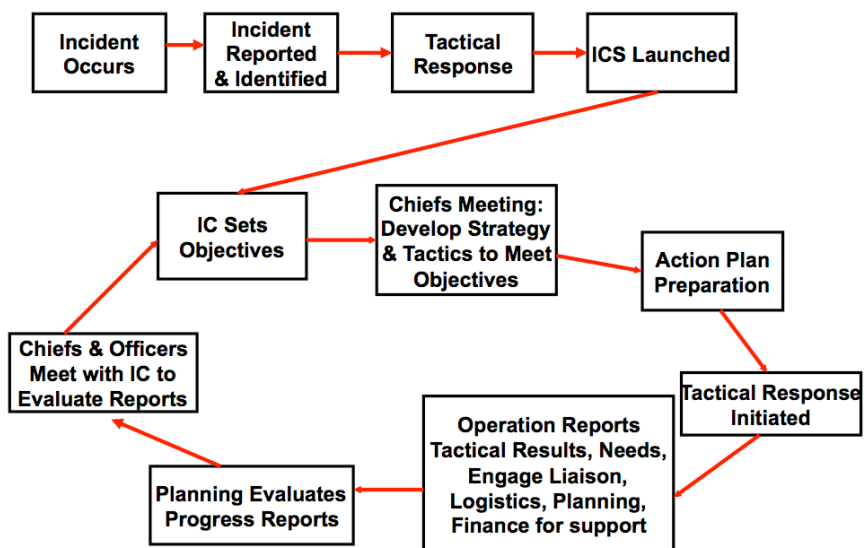 Incident
Occurs
Incident
Reported
& Identified
Tactical
Response
ICS Launched
IC Sets
Objectives
Chiefs Meeting:
Develop Strategy
& Tactics to Meet
Objectives
Action Plan
Preparation
Tactical Response
Initiated
Operation Reports
Tactical Results, Needs,
Engage Liaison,
Logistics, Planning,
Finance for support
Planning Evaluates
Progress Reports
Chiefs & Officers
Meet with IC to
Evaluate Reports